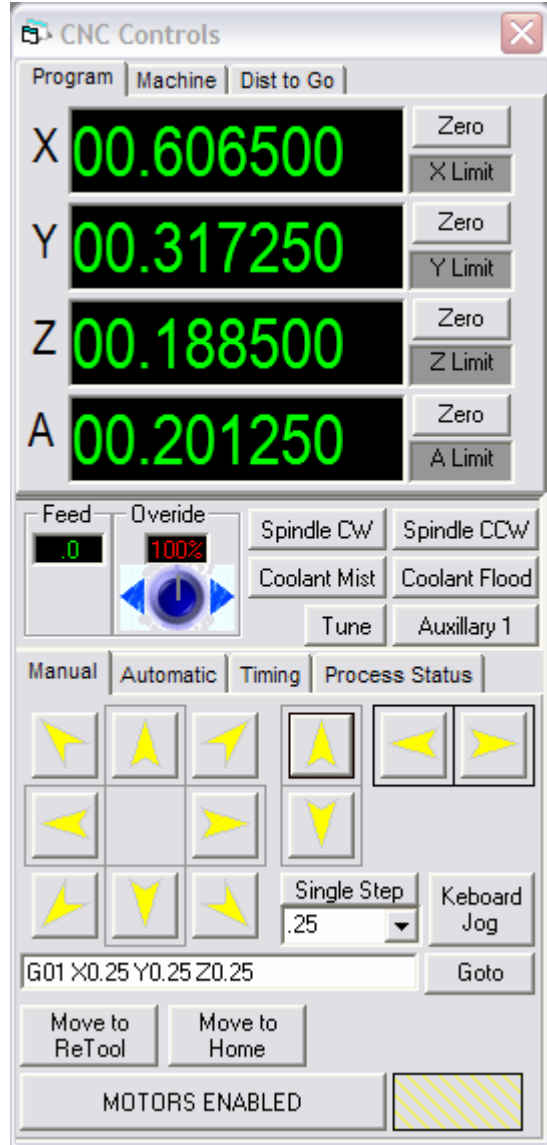 CNC Controls
Program Machine Dist to Go
X 00.606500 Zero
X Limit
Y 00.317250 Zero
Y Limit
Z 00.188500 Zero
Z Limit
A 00.201250 Zero
A Limit
Feed Overide
.0 100%
Spindle CW Spindle CCW
Coolant Mist Coolant Flood
Tune Auxillary 1
Manual Automatic Timing Process Status
Single Step
.25
Keboard
Jog
G01 X0.25 Y0.25 Z0.25 Goto
Move to
ReTool
Move to
Home
MOTORS ENABLED